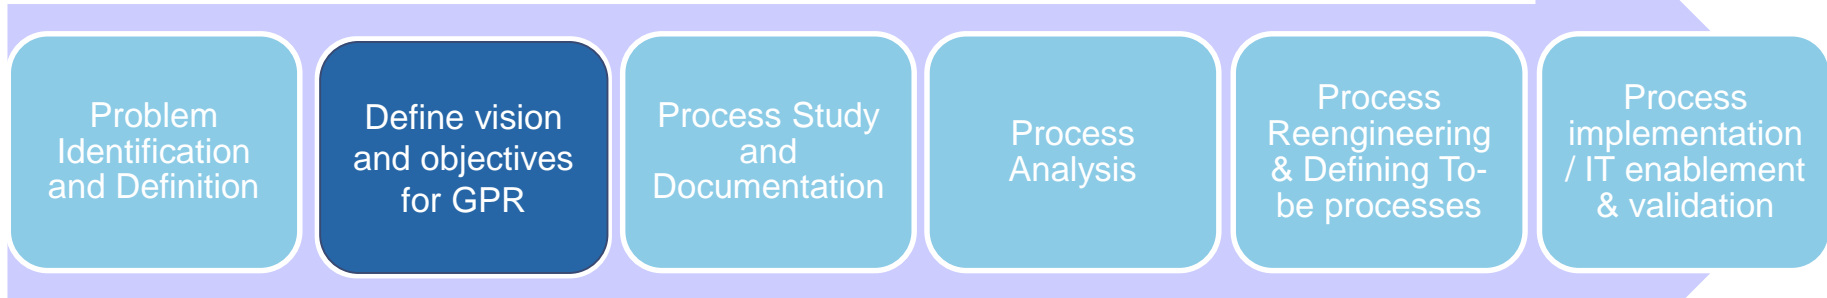 Problem
Identification
and Definition
Define vision
and objectives
for GPR
Process Study
and
Documentation
Process
Analysis
Process
Reengineering
& Defining To-
be processes
Process
implementation
/ IT enablement
& validation